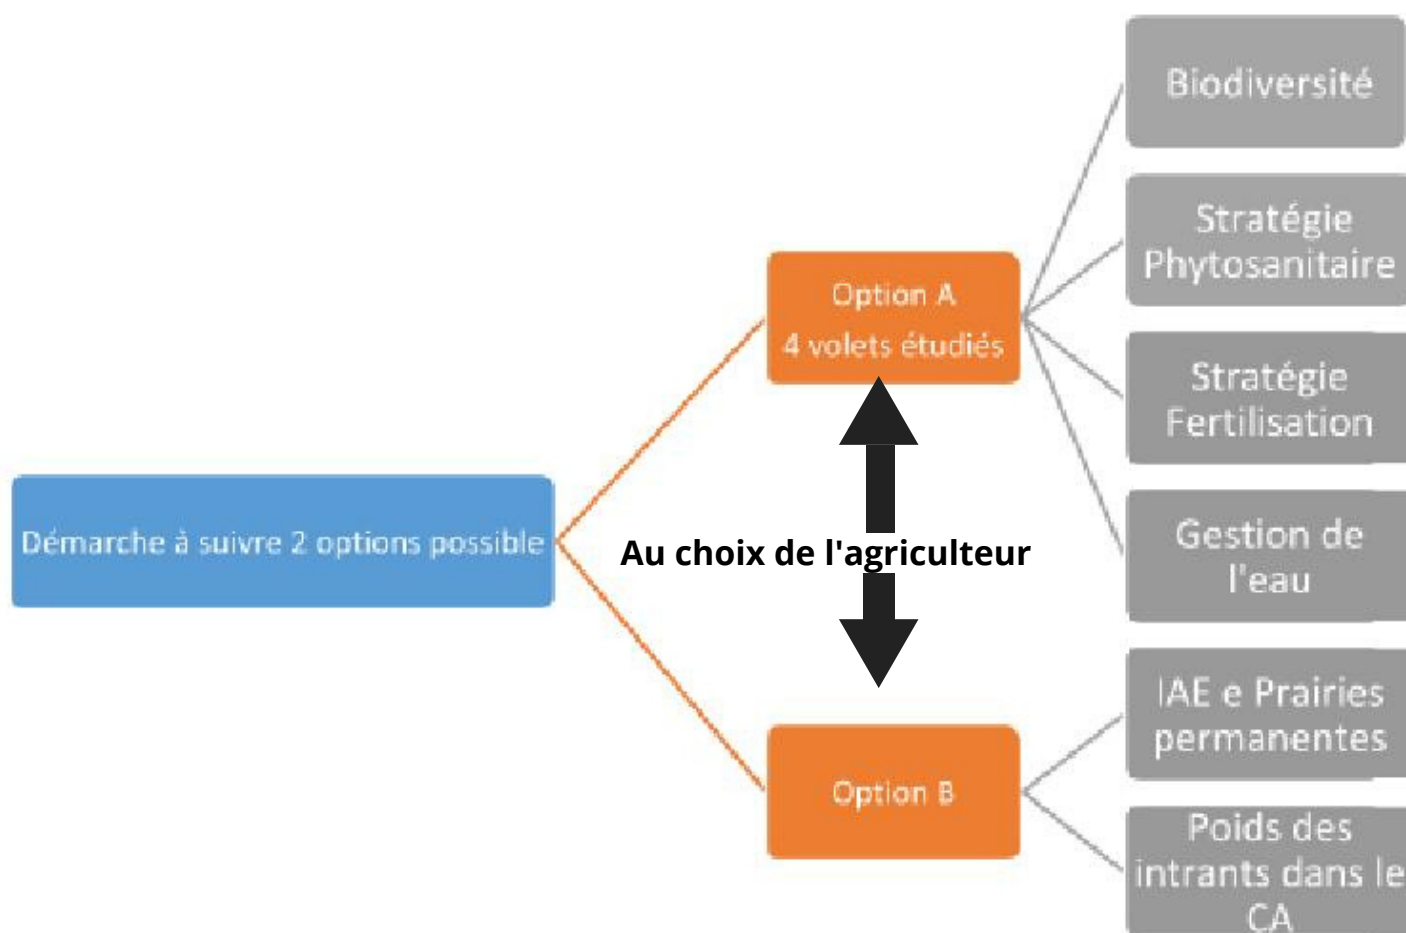 Démarche à suivre 2 options possible
Option A
4 volets étudiés
Au choix de l'agriculteur
Option B
Biodiversité
Stratégie
Phytosanitaire
Stratégie
Fertilisation
Gestion de
l'eau
IAE e Prairies
permanentes
Poids des
intrants dans le
CA